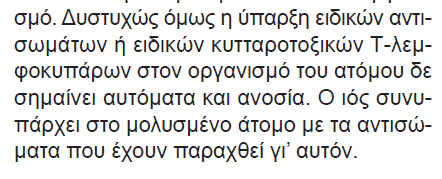 σμό. Δυστυχώς όμως η ύπαρξη ειδικών αντι-
σωμάτων ή ειδικών κυτταροτοξικών Τ-λεμ-
φοκυπάρων στον οργανισμό του ατόμου δε
σημαίνει αυτόματα και ανοσία. Ο ιός συνυ-
πάρχει στο μολυσμένο άτομο με τα αντισώ-
ματα που έχουν παραχθεί γι’ αυτόν.